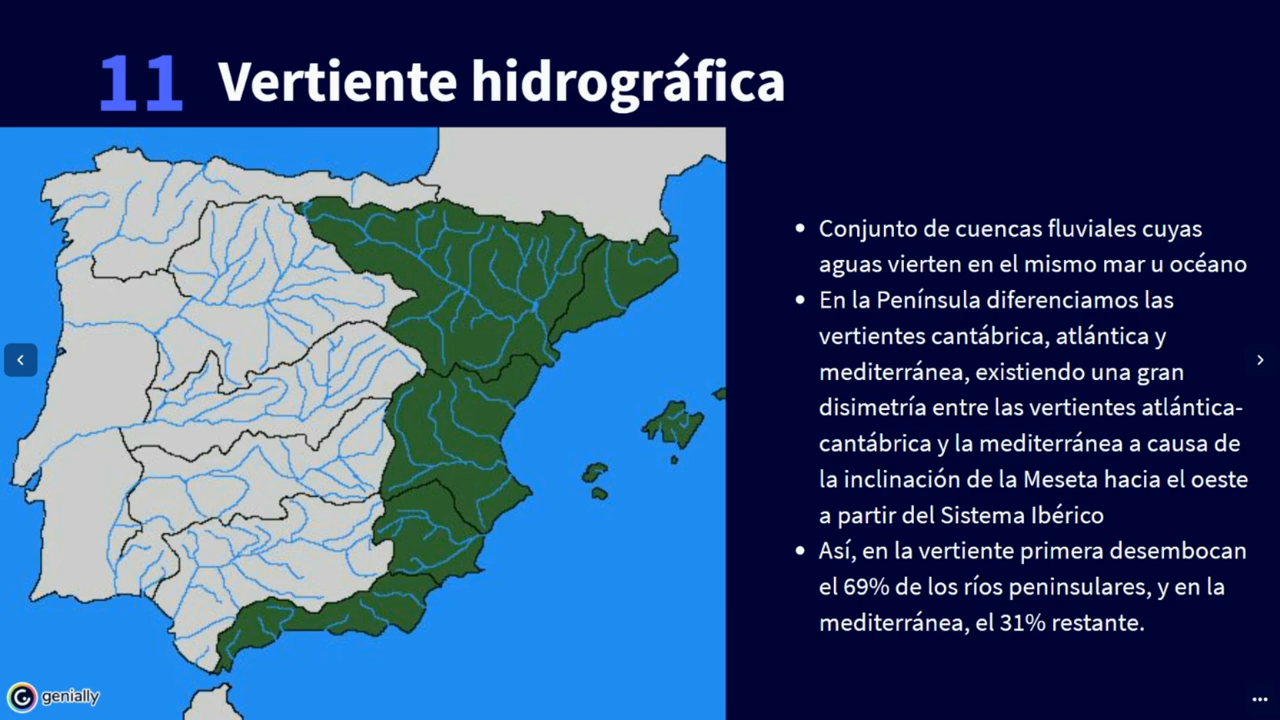 11 Vertiente hidrográfica
• Conjunto de cuencas fluviales cuyas
aguas vierten en el mismo mar u océano
• En la Península diferenciamos las
vertientes cantábrica, atlántica y
mediterránea, existiendo una gran
disimetría entre las vertientes atlántica-
cantábrica y la mediterránea a causa de
la inclinación de la Meseta hacia el oeste
a partir del Sistema Ibérico
• Así, en la vertiente primera desembocan
el 69% de los ríos peninsulares, y en la
mediterránea, el 31% restante.
genially